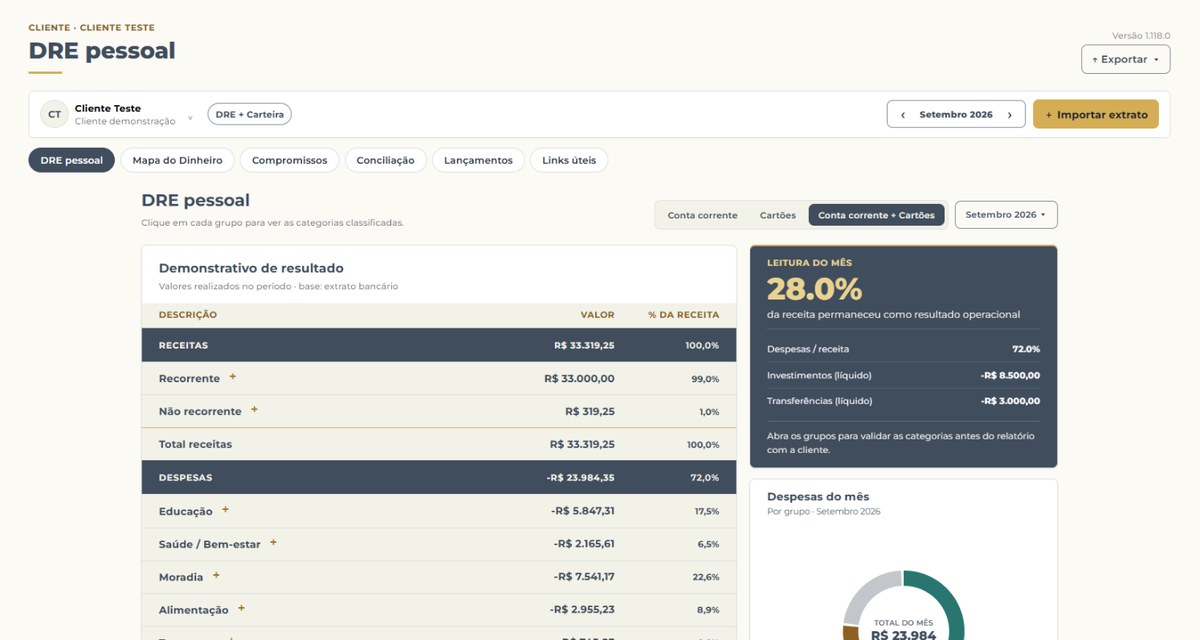 CLIENTE · CLIENTE TESTE
DRE pessoal
Versão 1.118.0
↑ Exportar
CT
Cliente Teste
Cliente demonstração
DRE + Carteira
‹ Setembro 2026 ›
+ Importar extrato
DRE pessoal
Mapa do Dinheiro
Compromissos
Conciliação
Lançamentos
Links úteis
DRE pessoal
Clique em cada grupo para ver as categorias classificadas.
Conta corrente
Cartões
Conta corrente + Cartões
Setembro 2026
Demonstrativo de resultado
Valores realizados no período · base: extrato bancário
DESCRIÇÃO VALOR % DA RECEITA
RECEITAS R$ 33.319,25 100,0%
Recorrente + R$ 33.000,00 99,0%
Não recorrente + R$ 319,25 1,0%
Total receitas R$ 33.319,25 100,0%
DESPESAS -R$ 23.984,35 72,0%
Educação + -R$ 5.847,31 17,5%
Saúde / Bem-estar + -R$ 2.165,61 6,5%
Moradia + -R$ 7.541,17 22,6%
Alimentação + -R$ 2.955,23 8,9%
LEITURA DO MÊS
28.0%
da receita permaneceu como resultado operacional
Despesas / receita 72.0%
Investimentos (líquido) -R$ 8.500,00
Transferências (líquido) -R$ 3.000,00
Abra os grupos para validar as categorias antes do relatório
com a cliente.
Despesas do mês
Por grupo · Setembro 2026
TOTAL DO MÊS
R$ 23.984